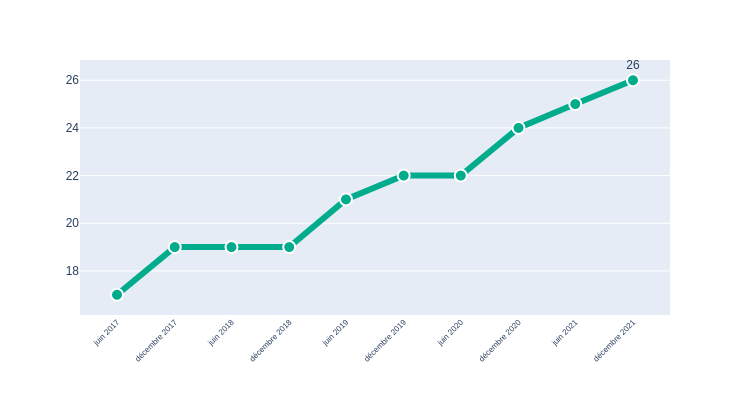 26
26
24
22
20
18
juin 2017
décembre 2017
juin 2018
décembre 2018
juin 2019
décembre 2019
juin 2020
décembre 2020
juin 2021
décembre 2021